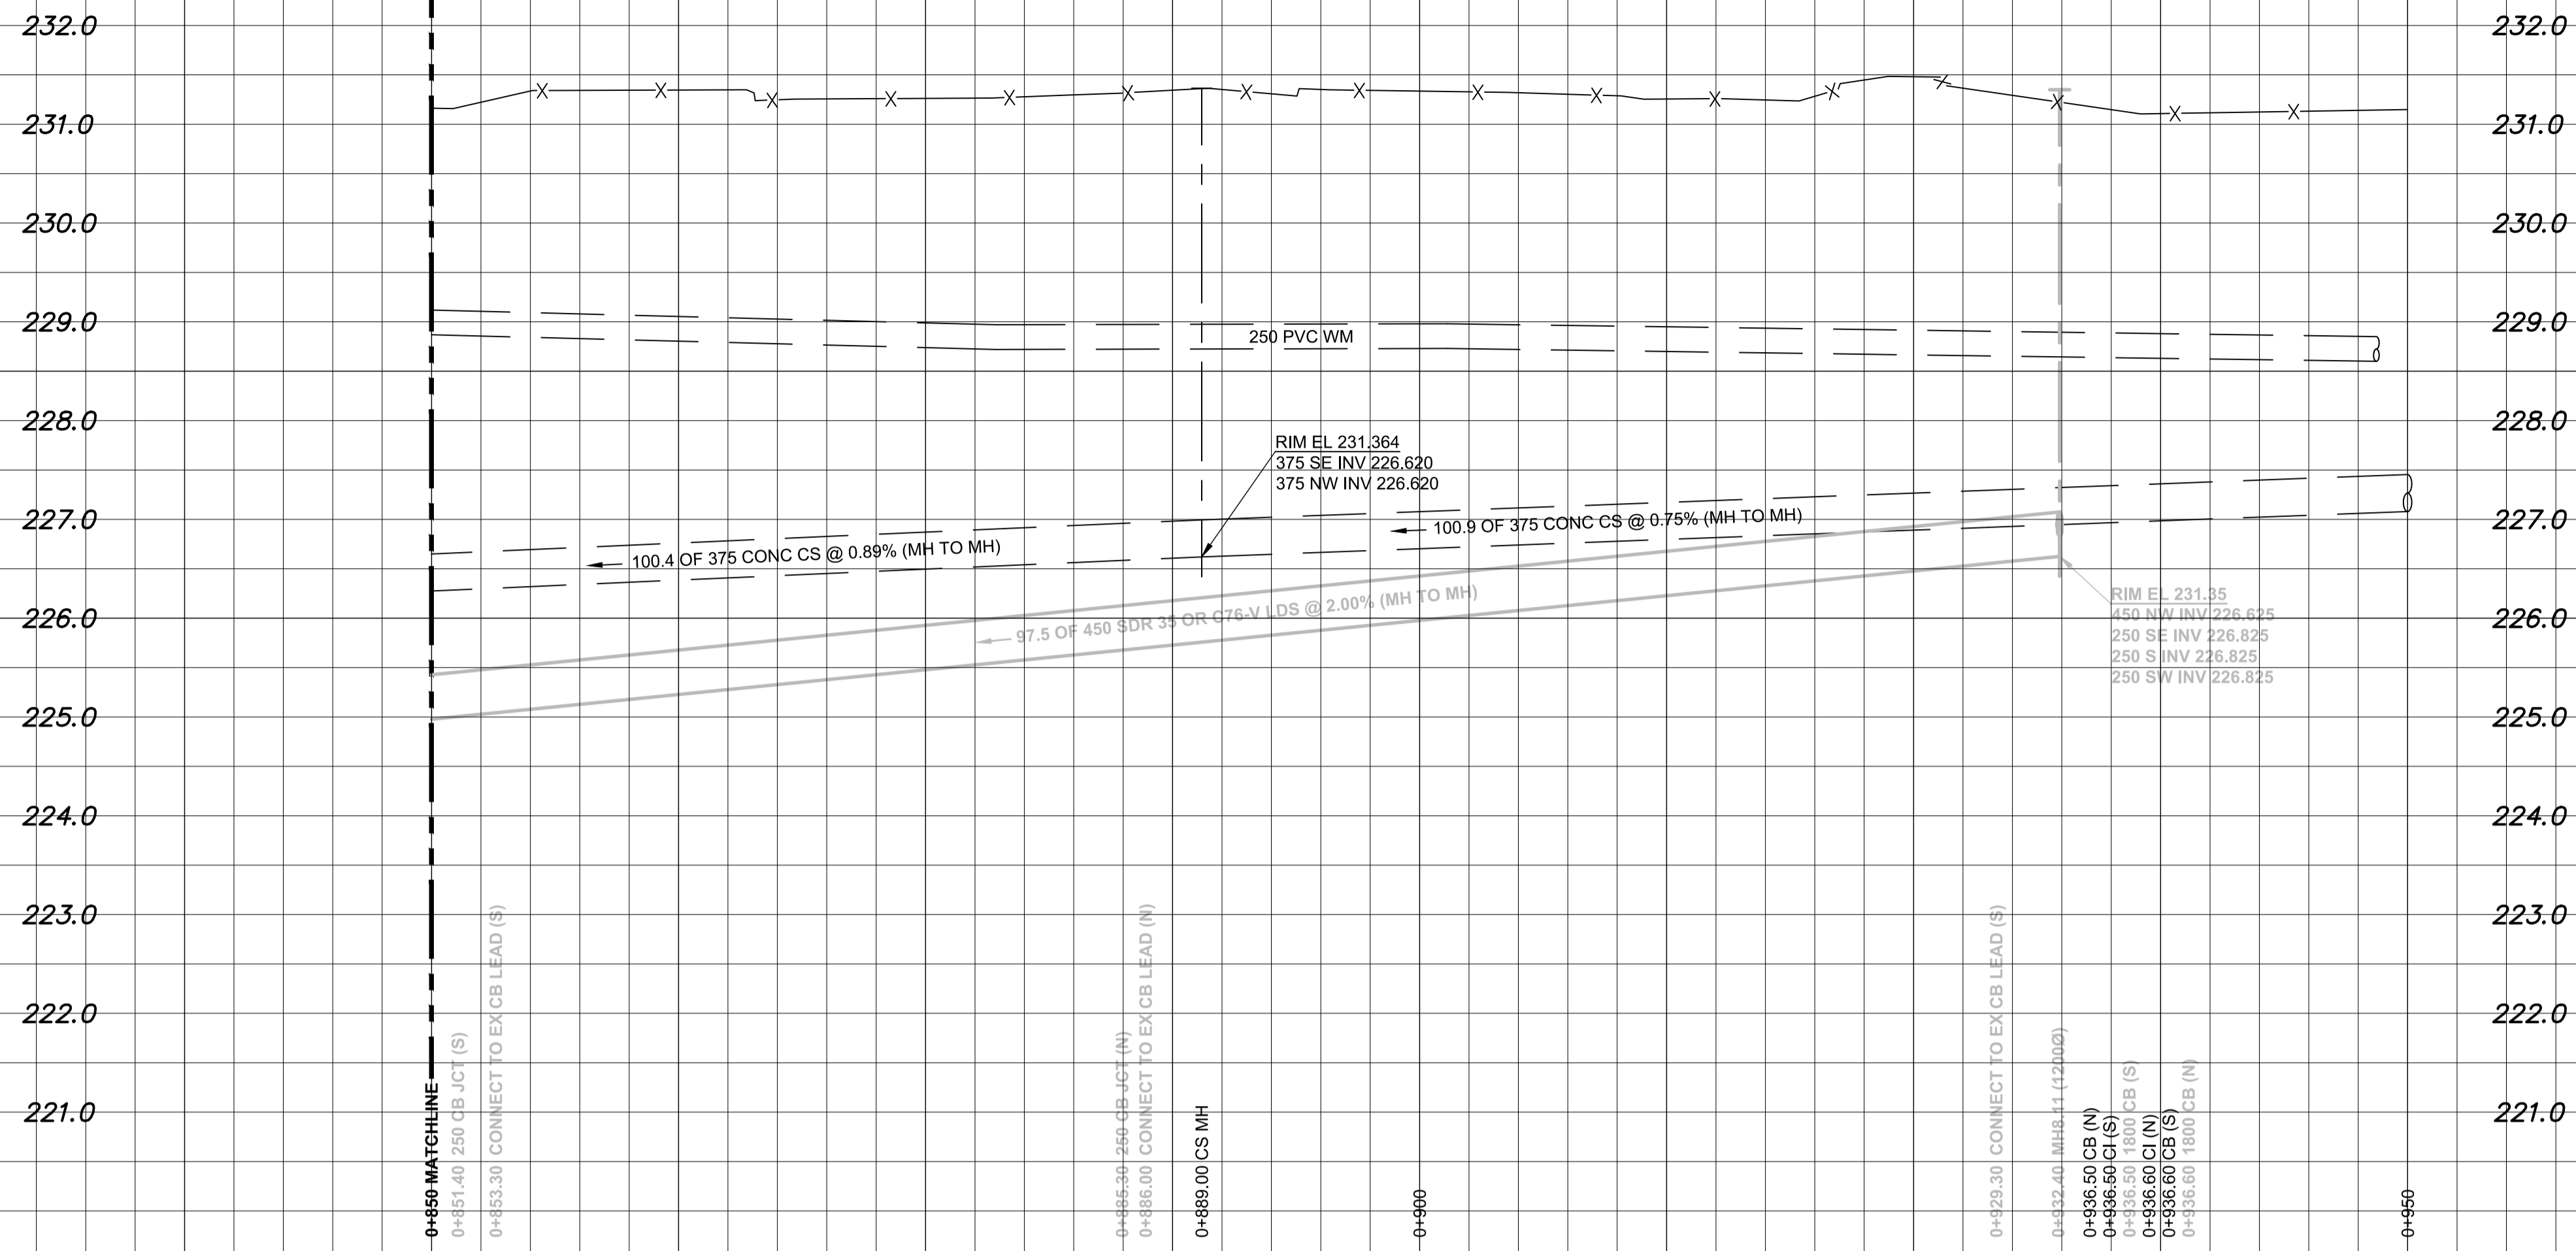 232.0
232.0
231.0
231.0
230.0
230.0
229.0
229.0
250 PVC WM
228.0
228.0
RIM EL 231.364
375 SE INV 226.620
375 NW INV 226.620
227.0
227.0
100.9 OF 375 CONC CS @ 0.75% (MH TO MH)
100.4 OF 375 CONC CS @ 0.89% (MH TO MH)
226.0
226.0
97.5 OF 450 SDR 35 OR C76-V LDS @ 2.00% (MH TO MH)
RIM EL 231.35
450 NW INV 226.625
250 SE INV 226.825
250 S INV 226.825
250 SW INV 226.825
225.0
225.0
224.0
224.0
223.0
223.0
222.0
222.0
221.0
221.0
0+850 MATCHLINE
0+851.40 250 CB JCT (S)
0+853.30 CONNECT TO EX CB LEAD (S)
0+885.30 250 CB JCT (N)
0+886.00 CONNECT TO EX CB LEAD (N)
0+889.00 CS MH
0+900
0+929.30 CONNECT TO EX CB LEAD (S)
0+932.40 MH8.11 (1200Ø)
0+936.50 CB (N)
0+936.50 CI (S)
0+936.50 1800 CB (S)
0+936.60 CI (N)
0+936.60 CB (S)
0+936.60 1800 CB (N)
0+950